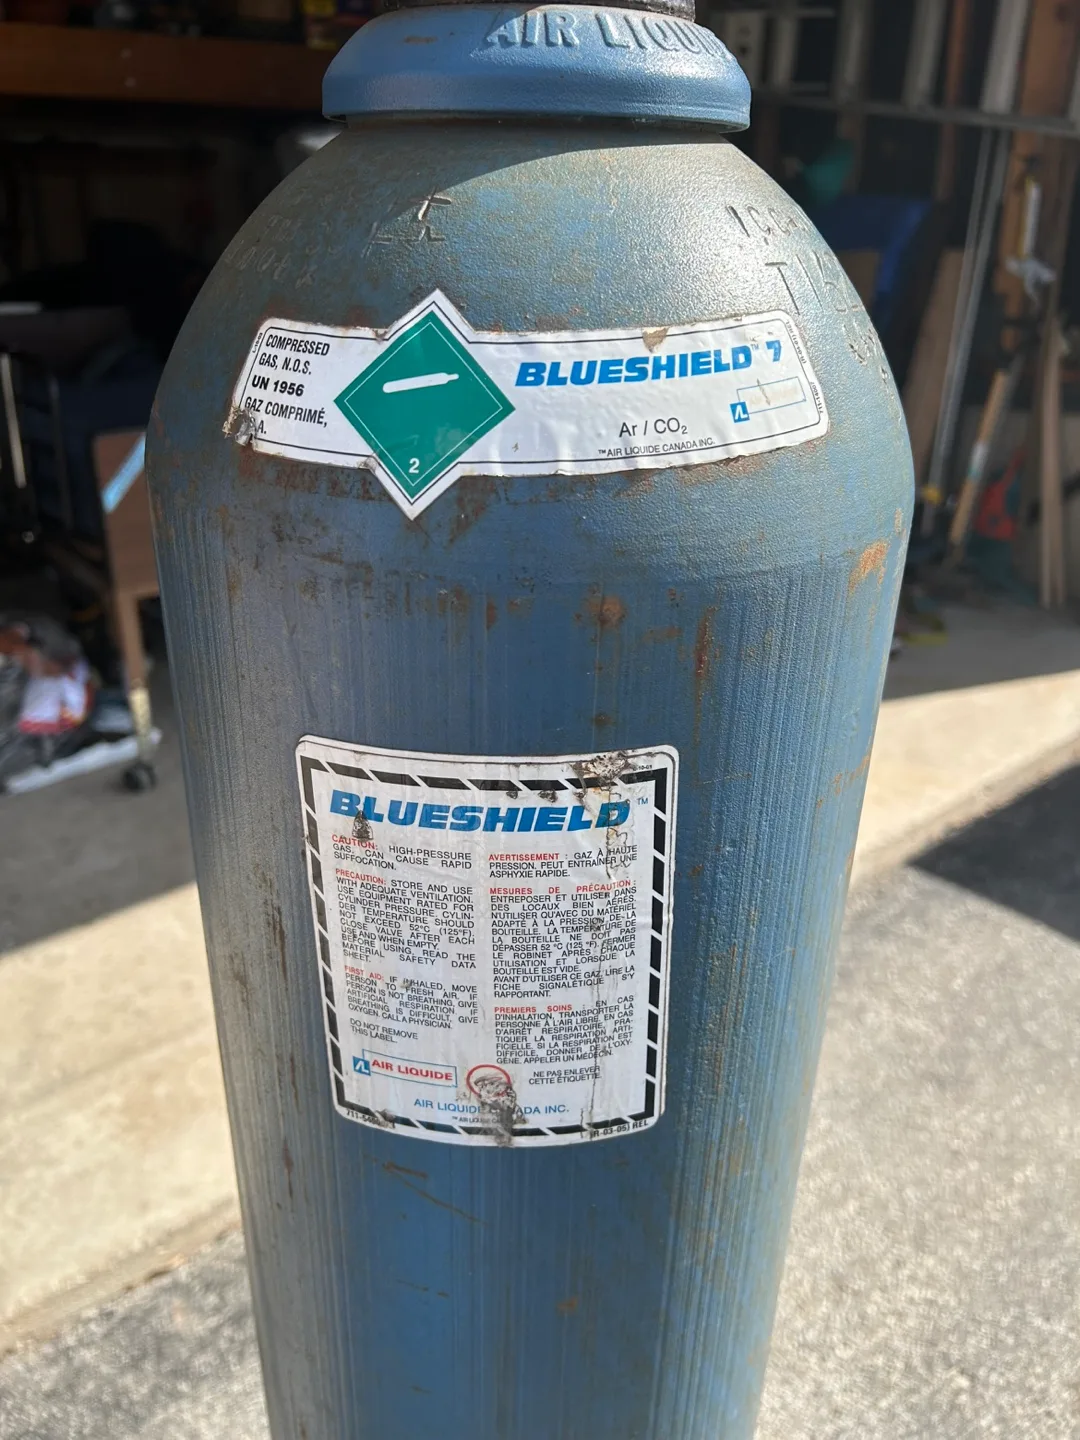 AIR LIQUI
COMPRESSED
GAS, N.O.S.
UN 1956
GAZ COMPRIMÉ,
.A.
2
BLUESHIELD™ 7
Ar / CO₂
™AIR LIQUIDE CANADA INC.
BLUESHIELD™
CAUTION: HIGH-PRESSURE
GAS. CAN CAUSE RAPID
SUFFOCATION.
PRECAUTION: STORE AND USE
WITH ADEQUATE VENTILATION.
USE EQUIPMENT RATED FOR
CYLINDER PRESSURE. CYLIN-
DER TEMPERATURE SHOULD
NOT EXCEED 52°C (125°F).
CLOSE VALVE AFTER EACH
USE AND WHEN EMPTY.
BEFORE USING, READ THE
MATERIAL SAFETY DATA
SHEET.
FIRST AID: IF INHALED, MOVE
PERSON TO FRESH AIR. IF
PERSON IS NOT BREATHING, GIVE
ARTIFICIAL RESPIRATION. IF
BREATHING IS DIFFICULT, GIVE
OXYGEN. CALL A PHYSICIAN.
DO NOT REMOVE
THIS LABEL.
AVERTISSEMENT : GAZ À HAUTE
PRESSION. PEUT ENTRAÎNER UNE
ASPHYXIE RAPIDE.
MESURES DE PRÉCAUTION :
ENTREPOSER ET UTILISER DANS
DES LOCAUX BIEN AÉRÉS.
N'UTILISER QU'AVEC DU MATÉRIEL
ADAPTÉ À LA PRESSION DE LA
BOUTEILLE. LA TEMPÉRATURE DE
LA BOUTEILLE NE DOIT PAS
DÉPASSER 52 °C (125 °F). FERMER
LE ROBINET APRÈS CHAQUE
UTILISATION ET LORSQUE LA
BOUTEILLE EST VIDE.
AVANT D'UTILISER CE GAZ, LIRE LA
FICHE SIGNALÉTIQUE S'Y
RAPPORTANT.
PREMIERS SOINS : EN CAS
D'INHALATION, TRANSPORTER LA
PERSONNE À L'AIR LIBRE. EN CAS
D'ARRÊT RESPIRATOIRE, PRA-
TIQUER LA RESPIRATION ARTI-
FICIELLE. SI LA RESPIRATION EST
DIFFICILE, DONNER DE L'OXY-
GÈNE. APPELER UN MÉDECIN.
NE PAS ENLEVER
CETTE ÉTIQUETTE.
AIR LIQUIDE
AIR LIQUIDE CANADA INC.
(R-03-05) REL